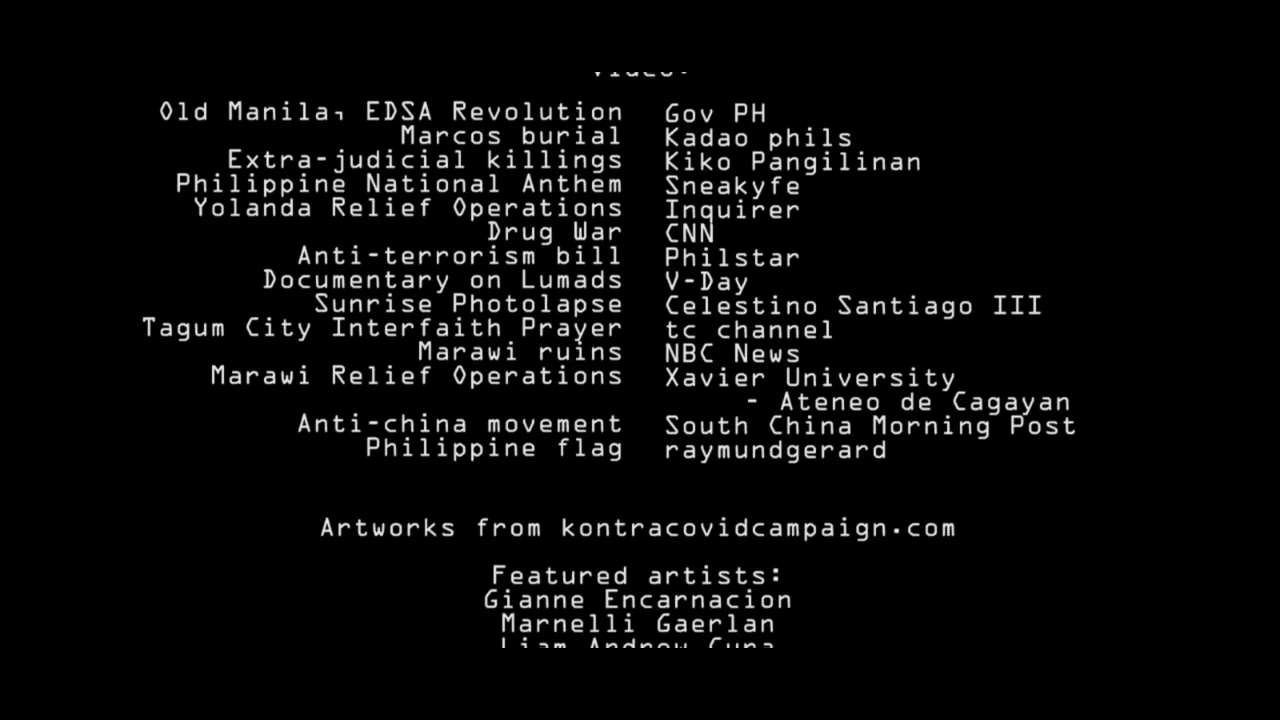 Video:
Old Manila, EDSA Revolution Gov PH
Marcos burial Kadao phils
Extra-judicial killings Kiko Pangilinan
Philippine National Anthem Sneakyfe
Yolanda Relief Operations Inquirer
Drug War CNN
Anti-terrorism bill Philstar
Documentary on Lumads V-Day
Sunrise Photolapse Celestino Santiago III
Tagum City Interfaith Prayer tc channel
Marawi ruins NBC News
Marawi Relief Operations Xavier University
- Ateneo de Cagayan
Anti-china movement South China Morning Post
Philippine flag raymundgerard
Artworks from kontracovidcampaign.com
Featured artists:
Gianne Encarnacion
Marnelli Gaerlan
Liam Andrew